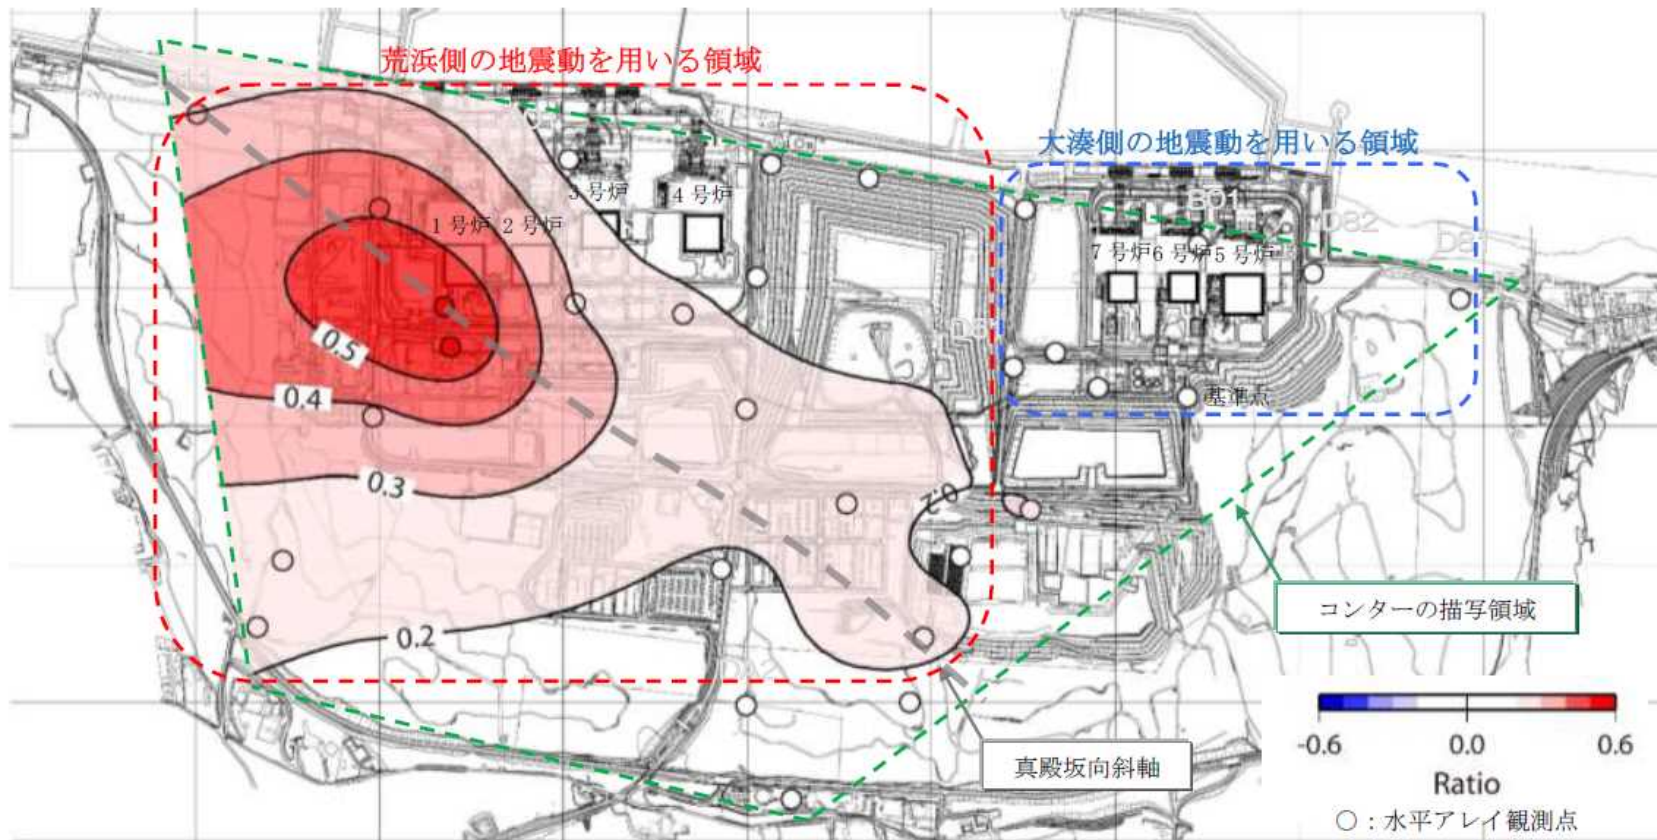 荒浜側の地震動を用いる領域
大湊側の地震動を用いる領域
3号炉
4号炉
1号炉 2号炉
BO1
D82
7号炉 6号炉 5号炉
0.5
0.4
基準点
0.3
0.2
0.2
コンターの描写領域
真殿坂向斜軸
-0.6 0.0 0.6
Ratio
○:水平アレイ観測点